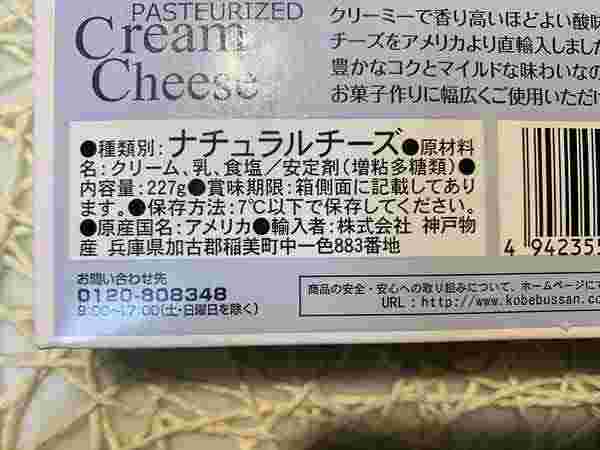 PASTEURIZED
Cream
Cheese
クリーミーで香り高いほどよい酸味
チーズをアメリカより直輸入しました
豊かなコクとマイルドな味わいなの
お菓子作りに幅広くご使用いただけ
●種類別:ナチュラルチーズ●原材料
名:クリーム、乳、食塩/安定剤(増粘多糖類)●
内容量:227g●賞味期限:箱側面に記載してあり
ます。●保存方法:7℃以下で保存してください。
●原産国名:アメリカ●輸入者:株式会社 神戸物
産 兵庫県加古郡稲美町中一色883番地
4 942355
お問い合わせ先
0120-808348
9:00~17:00(土・日曜日を除く)
商品の安全・安心への取り組みについて、ホームページにて
URL:http://www.kobebussan.